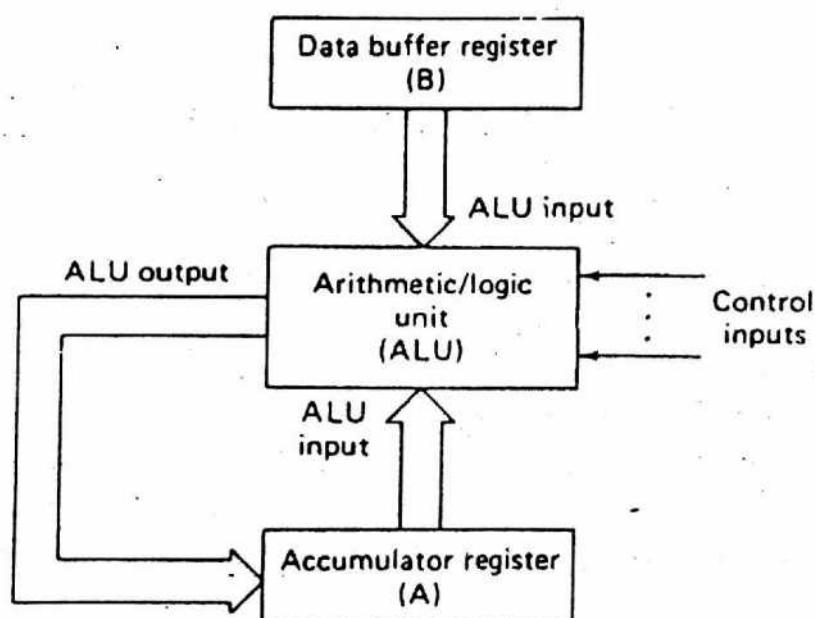 Data buffer register
(B)
ALU input
ALU output
Arithmetic/logic
unit
(ALU)
Control
inputs
ALU
input
Accumulator register
(A)